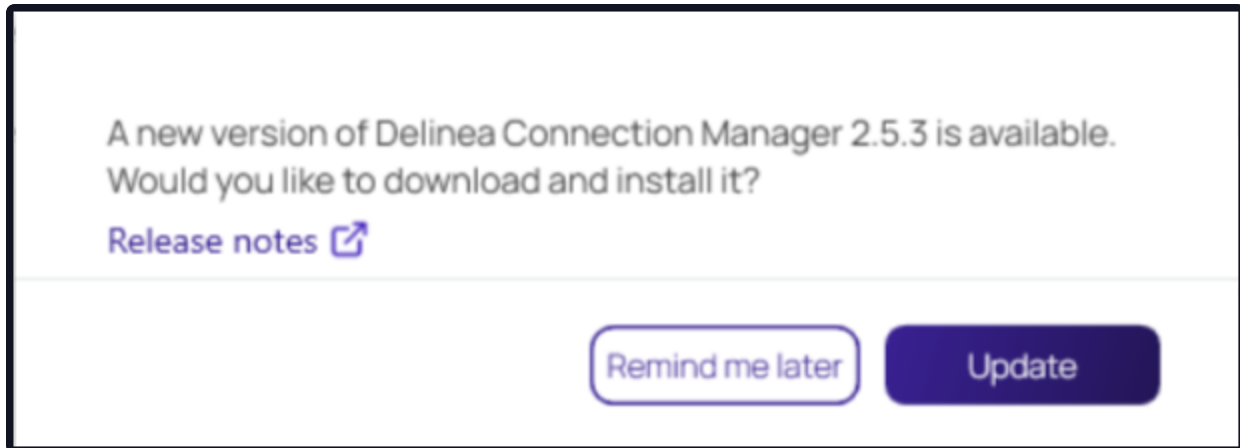 A new version of Delinea Connection Manager 2.5.3 is available.
Would you like to download and install it?
Release notes
Remind me later
Update